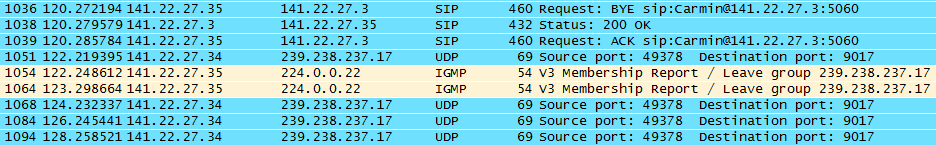 1036 120.272194 141.22.27.35 141.22.27.3 SIP 460 Request: BYE sip:Carmin@141.22.27.3:5060
1038 120.279579 141.22.27.3 141.22.27.35 SIP 432 Status: 200 OK
1039 120.285784 141.22.27.35 141.22.27.3 SIP 460 Request: ACK sip:Carmin@141.22.27.3:5060
1051 122.219395 141.22.27.34 239.238.237.17 UDP 69 Source port: 49378 Destination port: 9017
1054 122.248612 141.22.27.35 224.0.0.22 IGMP 54 V3 Membership Report / Leave group 239.238.237.17
1064 123.298664 141.22.27.35 224.0.0.22 IGMP 54 V3 Membership Report / Leave group 239.238.237.17
1068 124.232337 141.22.27.34 239.238.237.17 UDP 69 Source port: 49378 Destination port: 9017
1084 126.245441 141.22.27.34 239.238.237.17 UDP 69 Source port: 49378 Destination port: 9017
1094 128.258521 141.22.27.34 239.238.237.17 UDP 69 Source port: 49378 Destination port: 9017